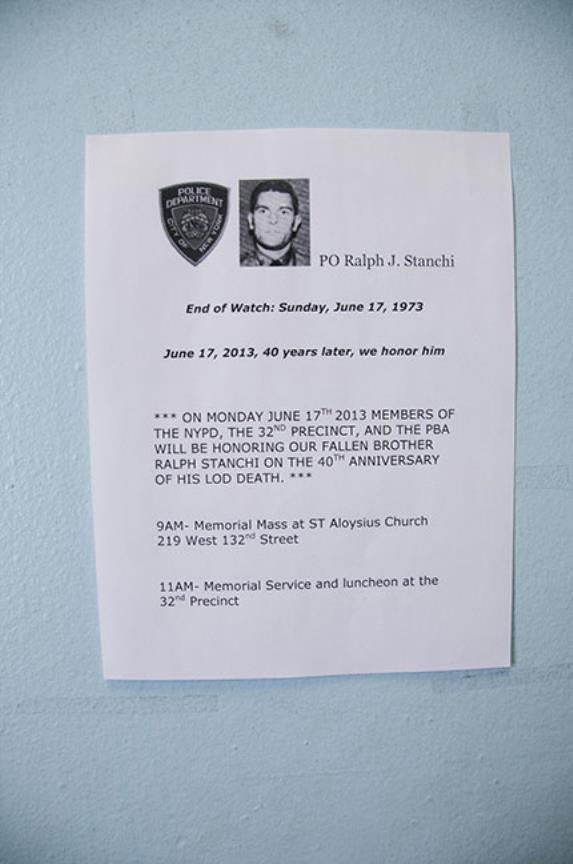 POLICE
DEPARTMENT
CITY OF NEW YORK
PO Ralph J. Stanchi
End of Watch: Sunday, June 17, 1973
June 17, 2013, 40 years later, we honor him
*** ON MONDAY JUNE 17TH 2013 MEMBERS OF
THE NYPD, THE 32ND PRECINCT, AND THE PBA
WILL BE HONORING OUR FALLEN BROTHER
RALPH STANCHI ON THE 40TH ANNIVERSARY
OF HIS LOD DEATH. ***
9AM- Memorial Mass at ST Aloysius Church
219 West 132nd Street
11AM- Memorial Service and luncheon at the
32nd Precinct